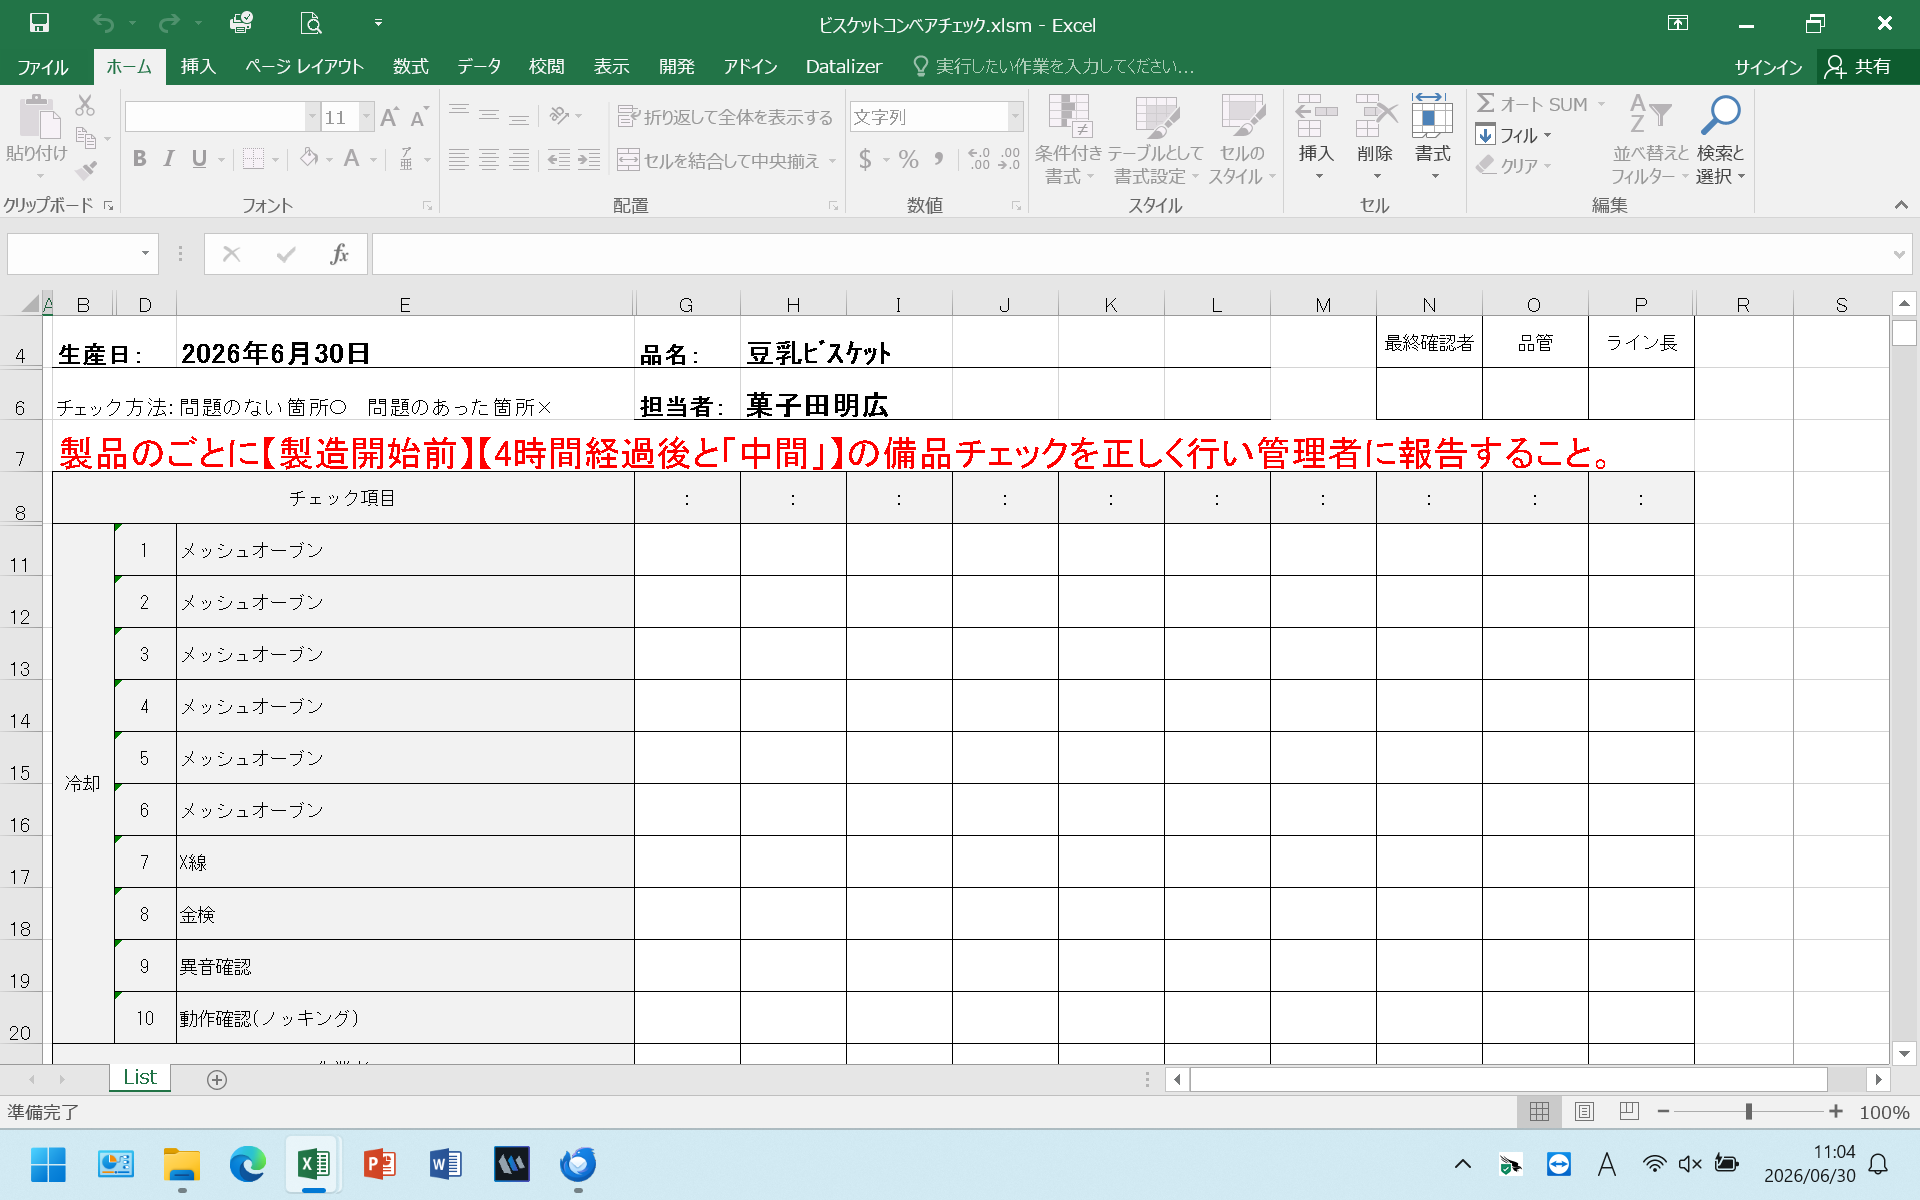 ビスケットコンベアチェック.xlsm - Excel
ファイル ホーム 挿入 ページ レイアウト 数式 データ 校閲 表示 開発 アドイン Datalizer 実行したい作業を入力してください... サインイン 共有
貼り付け 11 折り返して全体を表示する 文字列 条件付き書式 テーブルとして書式設定 セルのスタイル 挿入 削除 書式 オート SUM フィル クリア 並べ替えとフィルター 検索と選択
B I U A セルを結合して中央揃え $ %
クリップボード フォント 配置 数値 スタイル セル 編集
fx
A B D E G H I J K L M N O P R S
4 生産日: 2026年6月30日 品名: 豆乳ビスケット 最終確認者 品管 ライン長
6 チェック方法: 問題のない箇所○ 問題のあった箇所× 担当者: 菓子田明広
7 製品のごとに【製造開始前】【4時間経過後と「中間」】の備品チェックを正しく行い管理者に報告すること。
8 チェック項目 : : : : : : : : : :
11 1 メッシュオーブン
12 2 メッシュオーブン
13 3 メッシュオーブン
14 4 メッシュオーブン
15 5 メッシュオーブン
冷却
16 6 メッシュオーブン
17 7 X線
18 8 金検
19 9 異音確認
20 10 動作確認(ノッキング)
List
準備完了 100%
A 11:04
2026/06/30